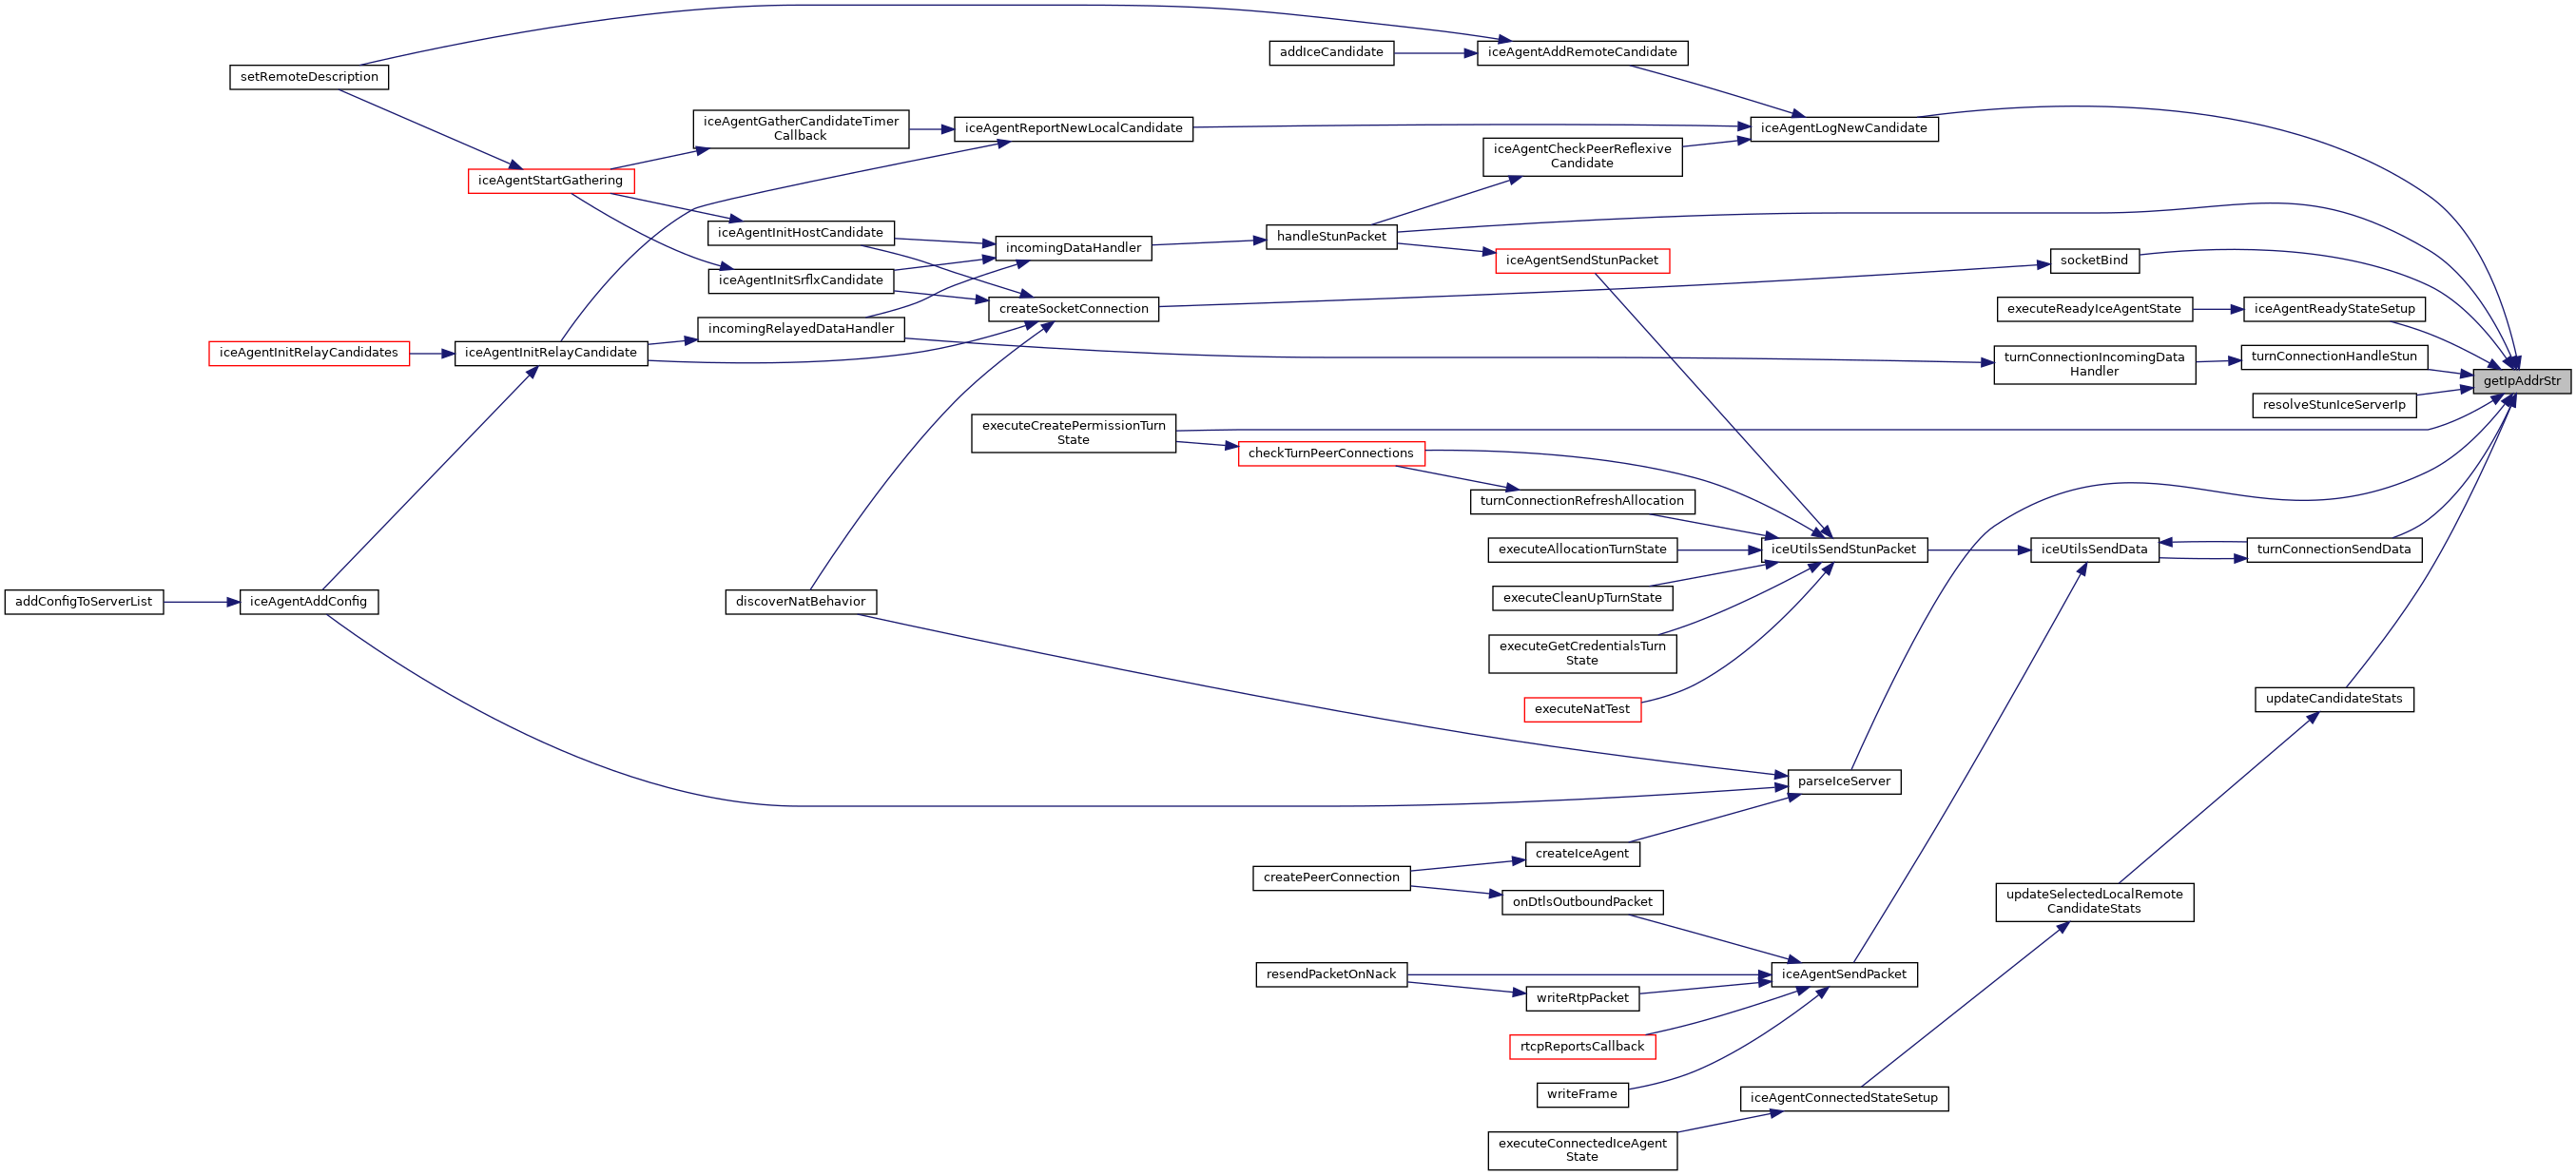 addIceCandidate
iceAgentAddRemoteCandidate
setRemoteDescription
iceAgentGatherCandidateTimer
Callback
iceAgentReportNewLocalCandidate
iceAgentLogNewCandidate
iceAgentCheckPeerReflexive
Candidate
iceAgentStartGathering
iceAgentInitHostCandidate
incomingDataHandler
handleStunPacket
iceAgentSendStunPacket
socketBind
iceAgentInitSrflxCandidate
createSocketConnection
executeReadyIceAgentState
iceAgentReadyStateSetup
incomingRelayedDataHandler
iceAgentInitRelayCandidates
iceAgentInitRelayCandidate
turnConnectionIncomingData
Handler
turnConnectionHandleStun
getIpAddrStr
resolveStunIceServerIp
executeCreatePermissionTurn
State
checkTurnPeerConnections
turnConnectionRefreshAllocation
executeAllocationTurnState
iceUtilsSendStunPacket
iceUtilsSendData
turnConnectionSendData
addConfigToServerList
iceAgentAddConfig
discoverNatBehavior
executeCleanUpTurnState
executeGetCredentialsTurn
State
executeNatTest
updateCandidateStats
parseIceServer
createIceAgent
createPeerConnection
onDtlsOutboundPacket
updateSelectedLocalRemote
CandidateStats
resendPacketOnNack
iceAgentSendPacket
writeRtpPacket
rtcpReportsCallback
writeFrame
iceAgentConnectedStateSetup
executeConnectedIceAgent
State